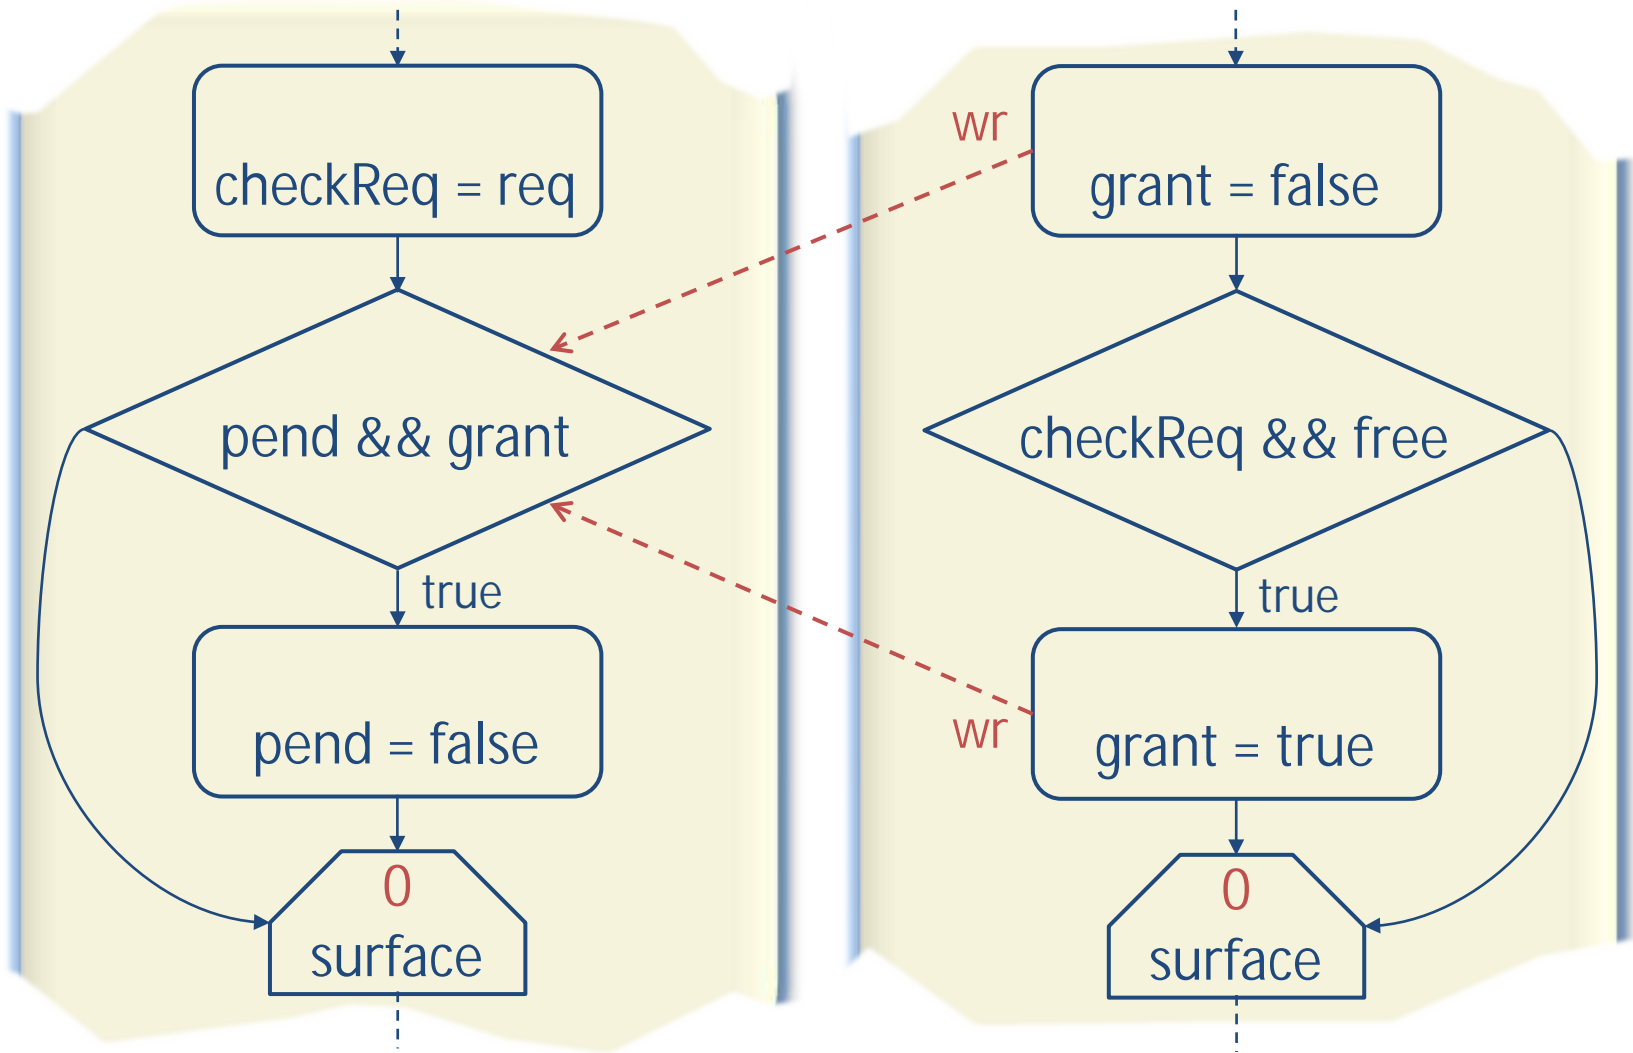 checkReq = req
pend && grant
true
pend = false
0
surface
wr
grant = false
checkReq && free
true
wr
grant = true
0
surface